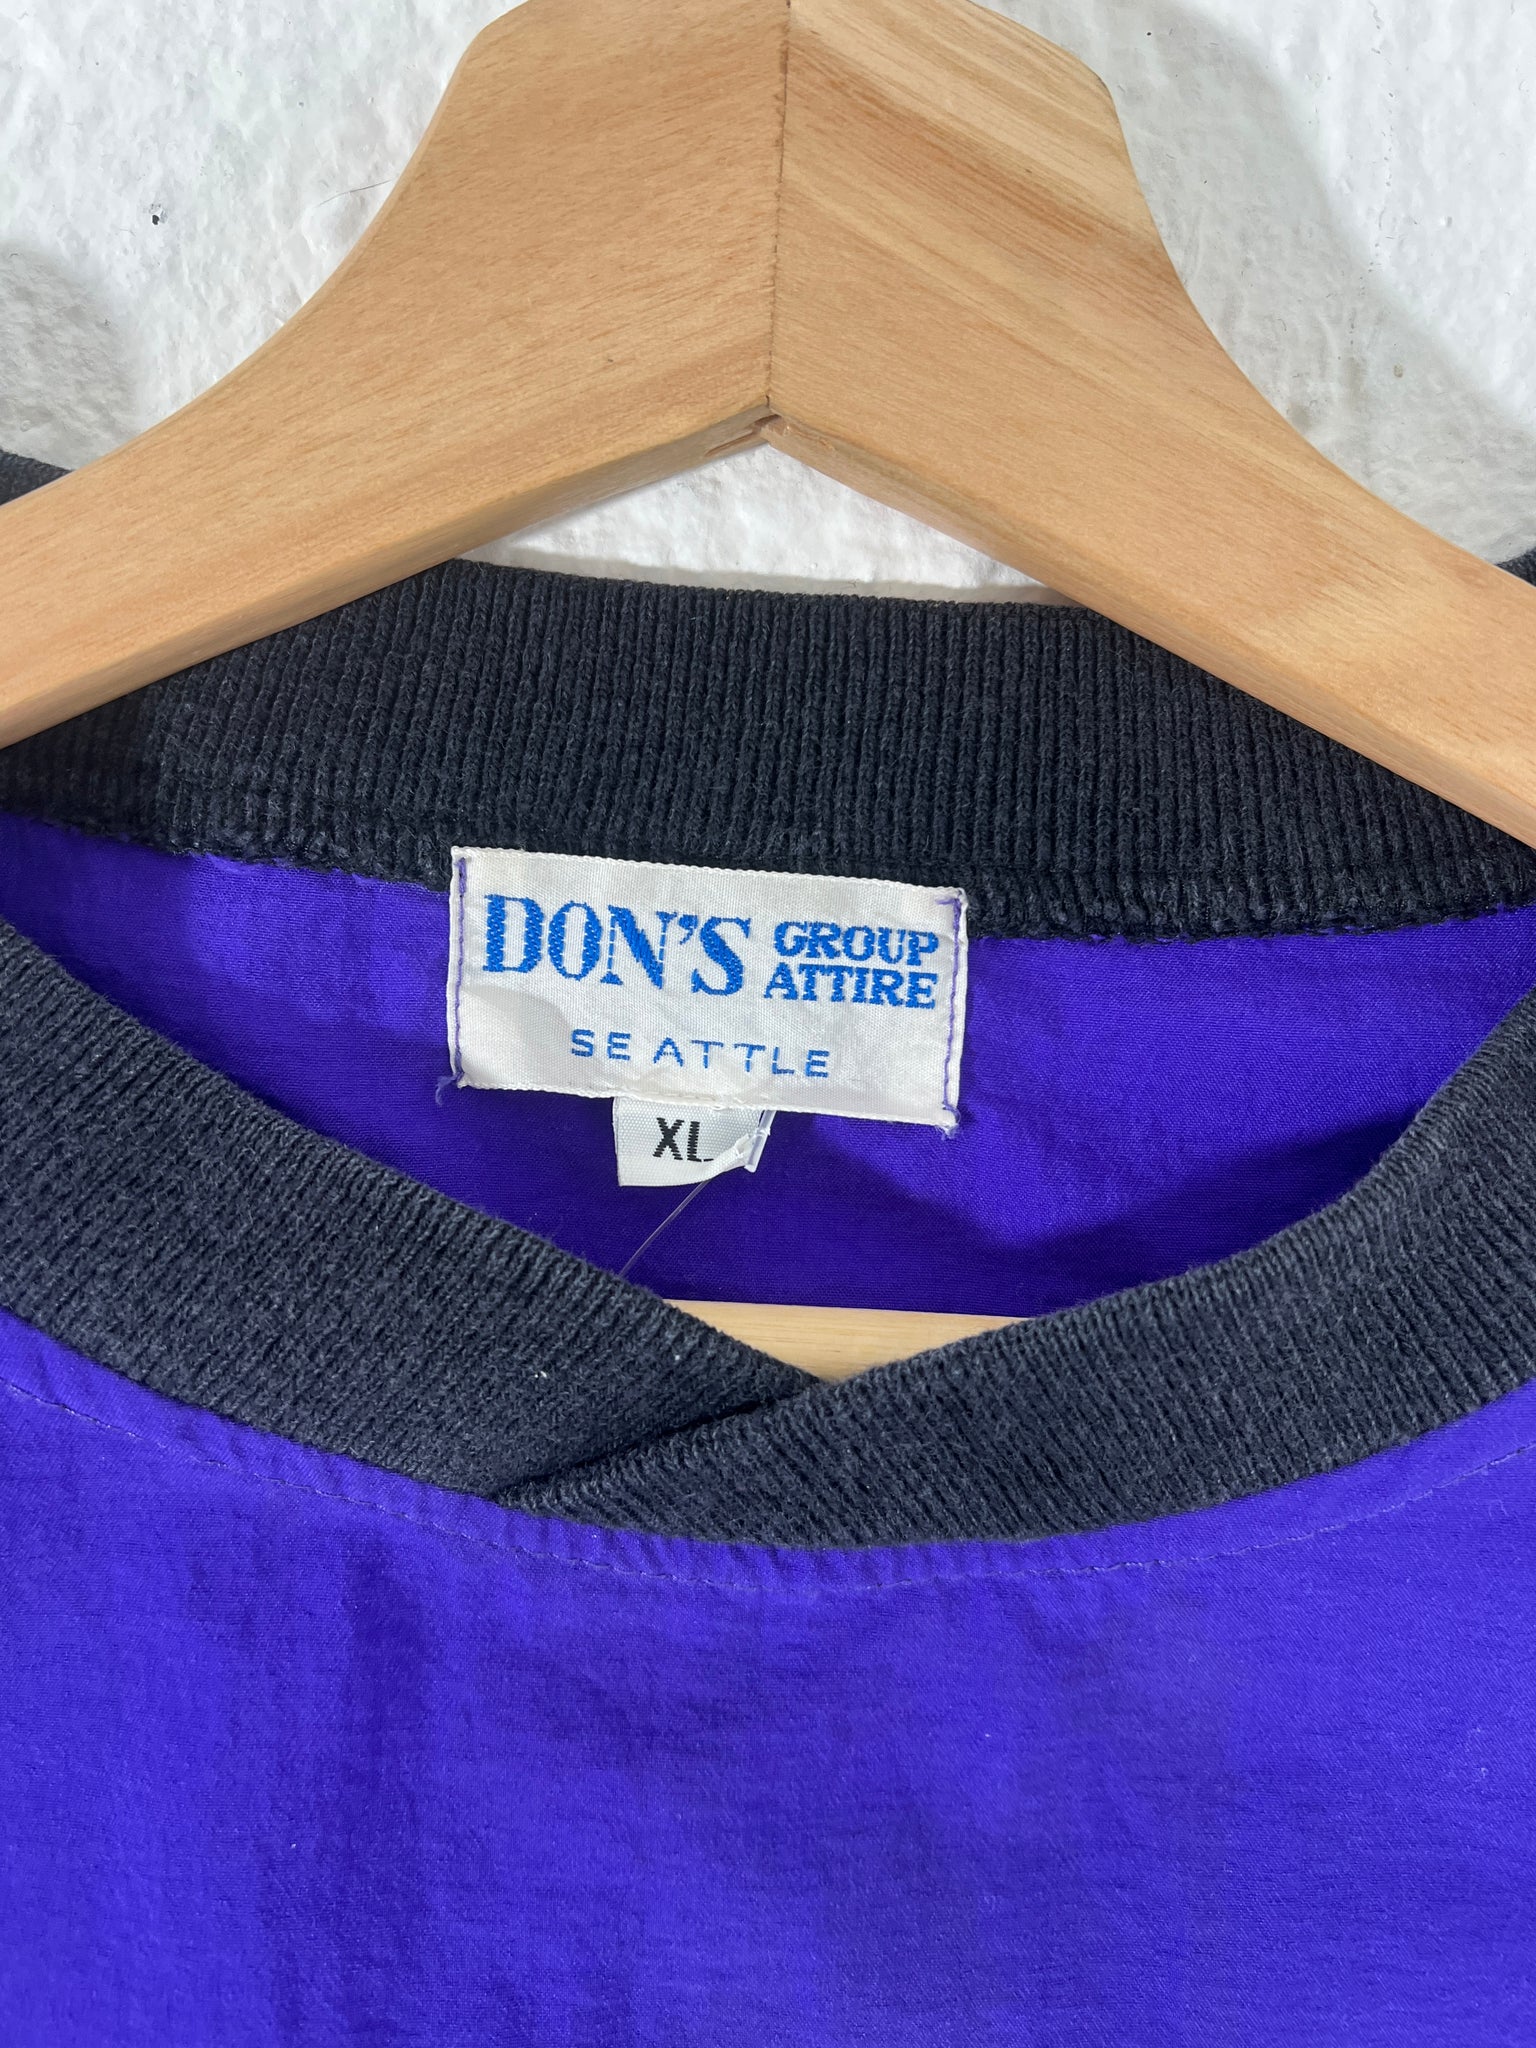 DON'S GROUP ATTIRE
SEATTLE
XL